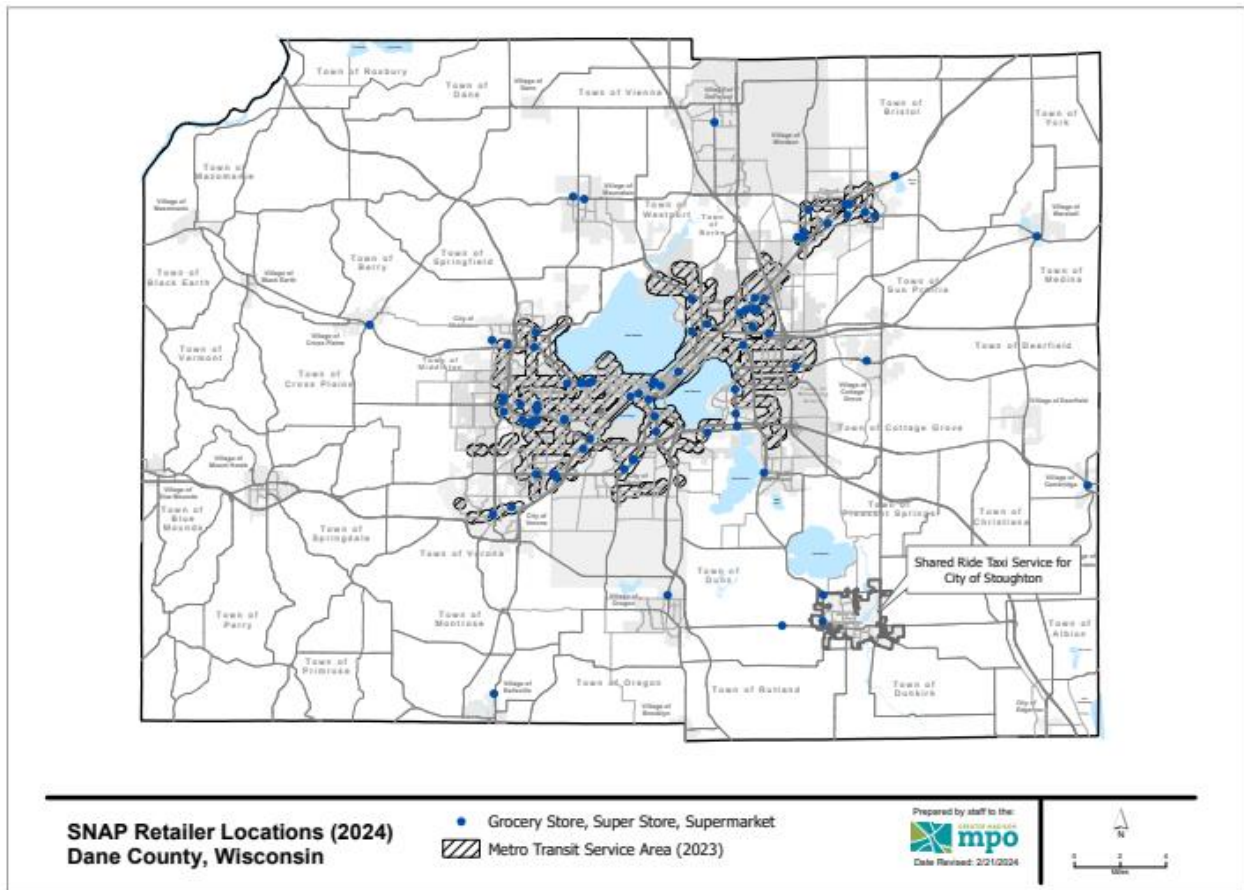 Town of Roxbury
Town of
Dane
Village of
Dane
Town of Vienna
Village of
DeForest
Village of
Windsor
Town of
Bristol
Town of
York
Town of
Mazomanie
Village of
Mazomanie
Village of
Waunakee
Town of
Westport
Town
of
Burke
Village of
Marshall
Town of
Medina
Town of
Sun Prairie
Town of
Springfield
Town of
Berry
Town of
Black Earth
Village of
Black Earth
Village of
Cross Plains
City of
Town of
Vermont
Town of
Cross Plains
Town of
Middleton
Town of Deerfield
Village of
Cottage
Grove
Village of Deerfield
Town of Cottage Grove
Village of
Mount Horeb
Village of
Blue Mounds
Town of
Blue
Mounds
Town of
Springdale
City of
Verona
Town of Verona
Village of
Cambridge
Town of
Pleasant Springs
Town of
Christiana
Shared Ride Taxi Service for
City of Stoughton
Town of
Dunn
Village of
Oregon
Town of
Perry
Town of
Montrose
Town of
Primrose
Village of
Belleville
Town of Oregon
Village of
Brooklyn
Town of Rutland
Town of
Dunkirk
Town of
Albion
City of
Edgerton
SNAP Retailer Locations (2024)
Dane County, Wisconsin
Grocery Store, Super Store, Supermarket
Metro Transit Service Area (2023)
Prepared by staff to the:
GREATER MADISON
mpo
Date Revised: 2/21/2024
N
0 2 4
Miles